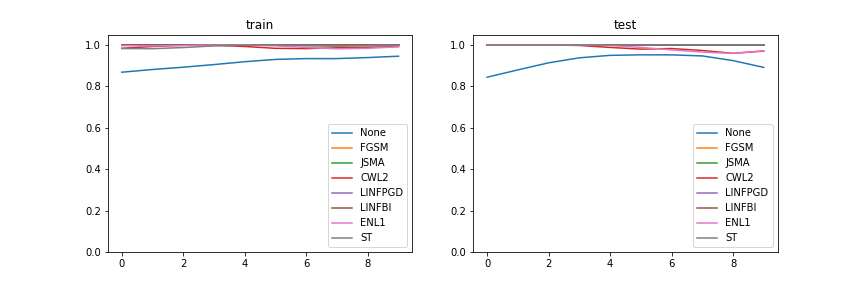 train
1.0
0.8
0.6
0.4
0.2
0.0
0 2 4 6 8
None
FGSM
JSMA
CWL2
LINFPGD
LINFBI
ENL1
ST
test
1.0
0.8
0.6
0.4
0.2
0.0
0 2 4 6 8
None
FGSM
JSMA
CWL2
LINFPGD
LINFBI
ENL1
ST